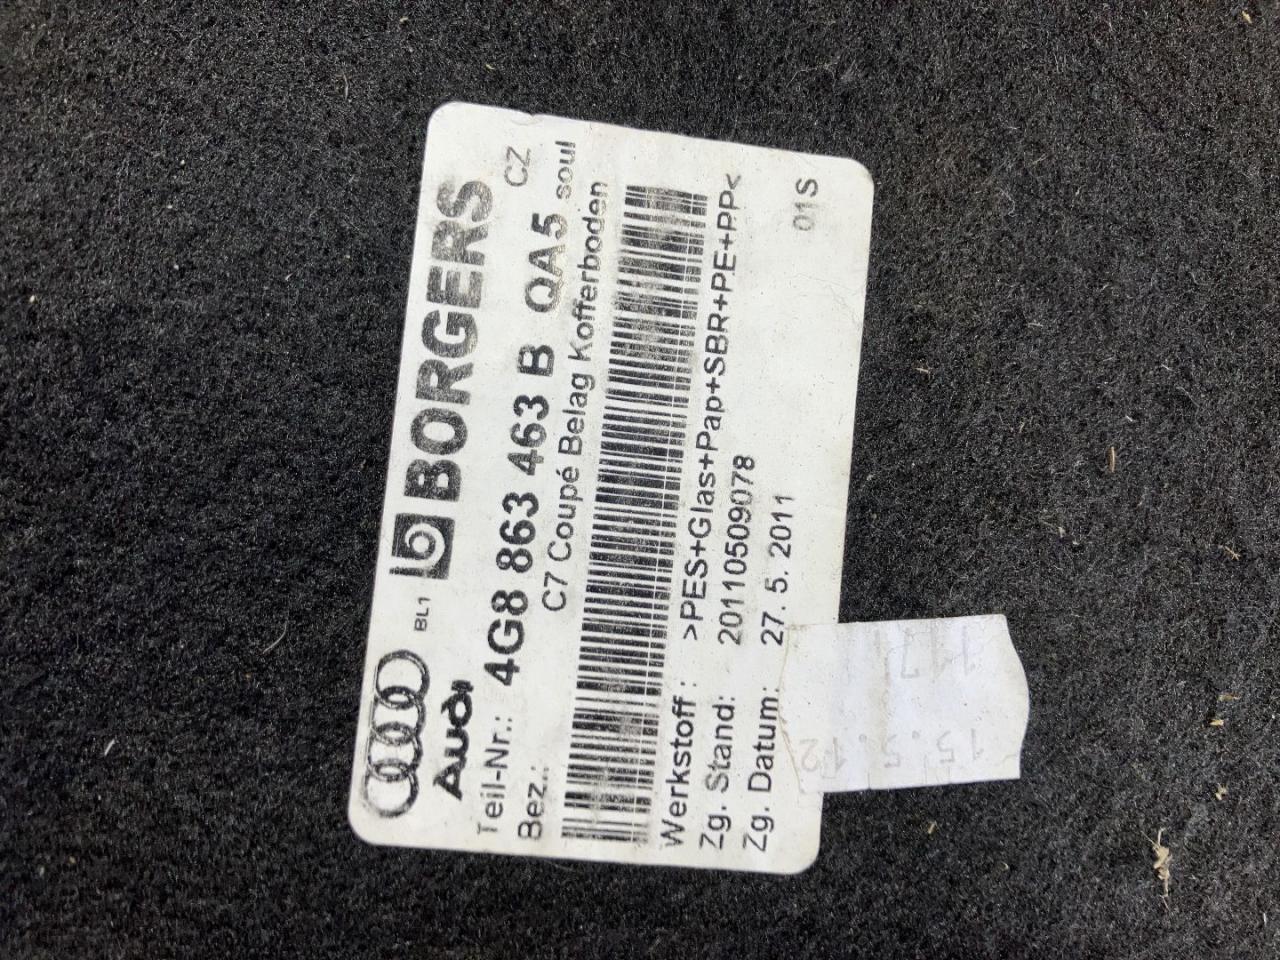 Audi BL1 BORGERS
Teil-Nr.: 4G8 863 463 B QA5 CZ
Bez.: C7 Coupé Belag Kofferboden soul
Werkstoff: >PES+Glas+Pap+SBR+PE+PP<
Zg. Stand: 20110509078
Zg. Datum: 27. 5. 2011
01S
15.5.12